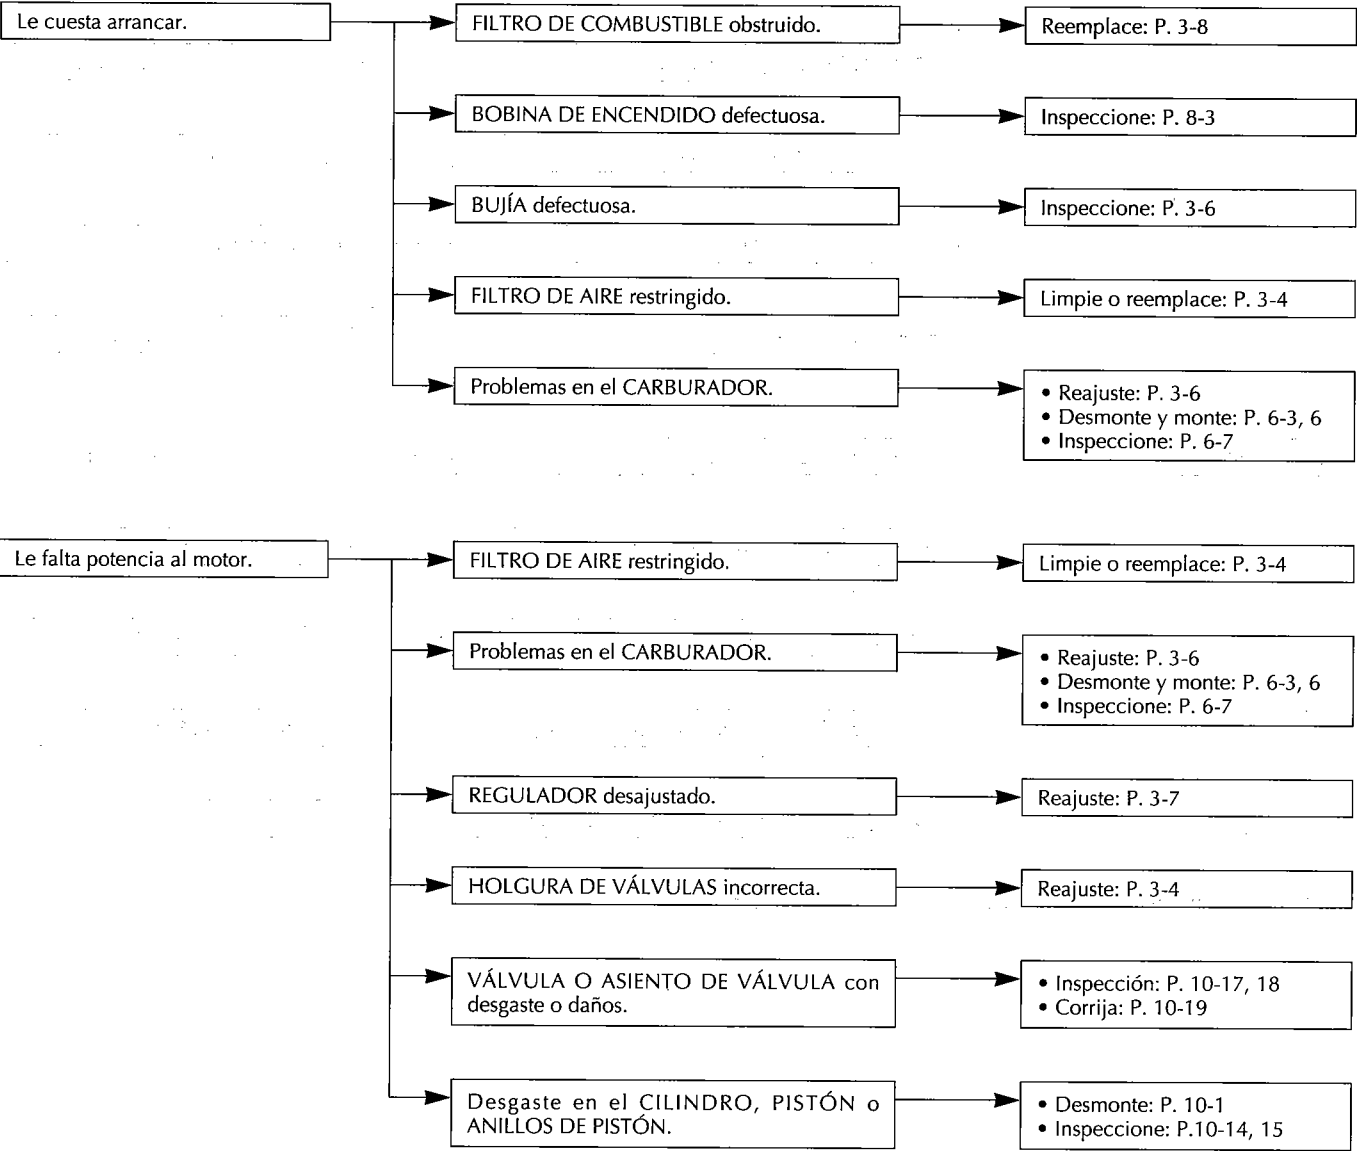 Le cuesta arrancar.
FILTRO DE COMBUSTIBLE obstruido.
Reemplace: P. 3-8
BOBINA DE ENCENDIDO defectuosa.
Inspeccione: P. 8-3
BUJÍA defectuosa.
Inspeccione: P. 3-6
FILTRO DE AIRE restringido.
Limpie o reemplace: P. 3-4
Problemas en el CARBURADOR.
• Reajuste: P. 3-6
• Desmonte y monte: P. 6-3, 6
• Inspeccione: P. 6-7
Le falta potencia al motor.
FILTRO DE AIRE restringido.
Limpie o reemplace: P. 3-4
Problemas en el CARBURADOR.
• Reajuste: P. 3-6
• Desmonte y monte: P. 6-3, 6
• Inspeccione: P. 6-7
REGULADOR desajustado.
Reajuste: P. 3-7
HOLGURA DE VÁLVULAS incorrecta.
Reajuste: P. 3-4
VÁLVULA O ASIENTO DE VÁLVULA con
desgaste o daños.
• Inspección: P. 10-17, 18
• Corrija: P. 10-19
Desgaste en el CILINDRO, PISTÓN o
ANILLOS DE PISTÓN.
• Desmonte: P. 10-1
• Inspeccione: P.10-14, 15